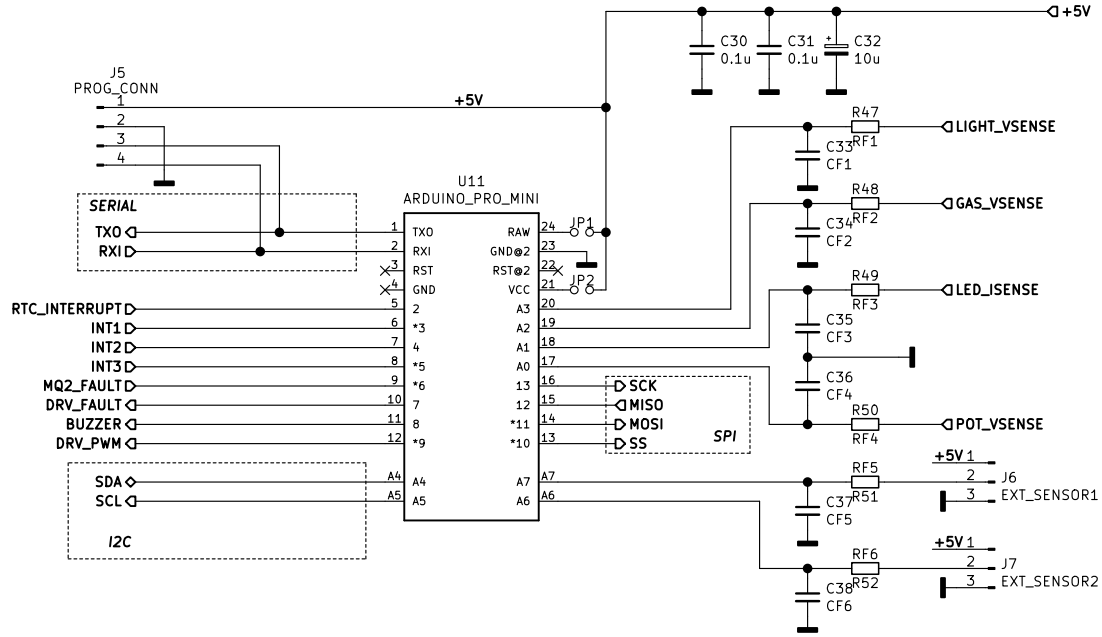 +5V
C30
0.1u
C31
0.1u
+
C32
10u
J5
PROG_CONN
1
2
3
4
+5V
R47
RF1
LIGHT_VSENSE
C33
CF1
U11
ARDUINO_PRO_MINI
R48
RF2
GAS_VSENSE
C34
CF2
SERIAL
TXO
RXI
1 TXO
2 RXI
3 RST
4 GND
RAW 24
GND@2 23
RST@2 22
VCC 21
JP1
JP2
R49
RF3
LED_ISENSE
C35
CF3
C36
CF4
R50
RF4
POT_VSENSE
RTC_INTERRUPT 5 2
INT1 6 *3
INT2 7 4
INT3 8 *5
MQ2_FAULT 9 *6
DRV_FAULT 10 7
BUZZER 11 8
DRV_PWM 12 *9
A3 20
A2 19
A1 18
A0 17
13 16 SCK
12 15 MISO
*11 14 MOSI
*10 13 SS
SPI
SDA A4 A4
SCL A5 A5
I2C
A7 A7
A6 A6
RF5
R51
C37
CF5
+5V 1
2
3
J6
EXT_SENSOR1
RF6
R52
C38
CF6
+5V 1
2
3
J7
EXT_SENSOR2